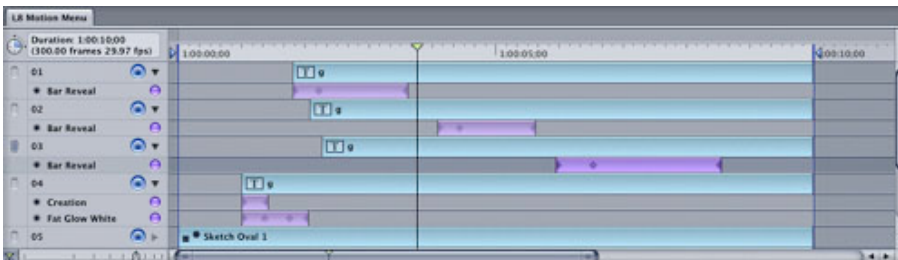 L8 Motion Menu
Duration: 1:00:10;00
(300.00 frames 29.97 fps)
1:00:00;00
1:00:05;00
0:00:10;00
01
T g
Bar Reveal
02
T g
Bar Reveal
03
T g
Bar Reveal
04
T g
Creation
Fat Glow White
05
Sketch Oval 1